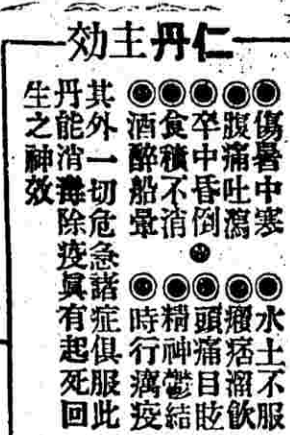 仁丹主効
◉傷暑中寒 ◉水土不服
◉腹痛吐瀉 ◉痞溜飲
◉卒中昏倒 ◉頭痛目眩
◉食積不消 ◉精神鬱結
◉酒醉船暈 ◉時行癘疫
其外一切危急諸症俱服此
丹能消毒除疫眞有起死回
生之神效